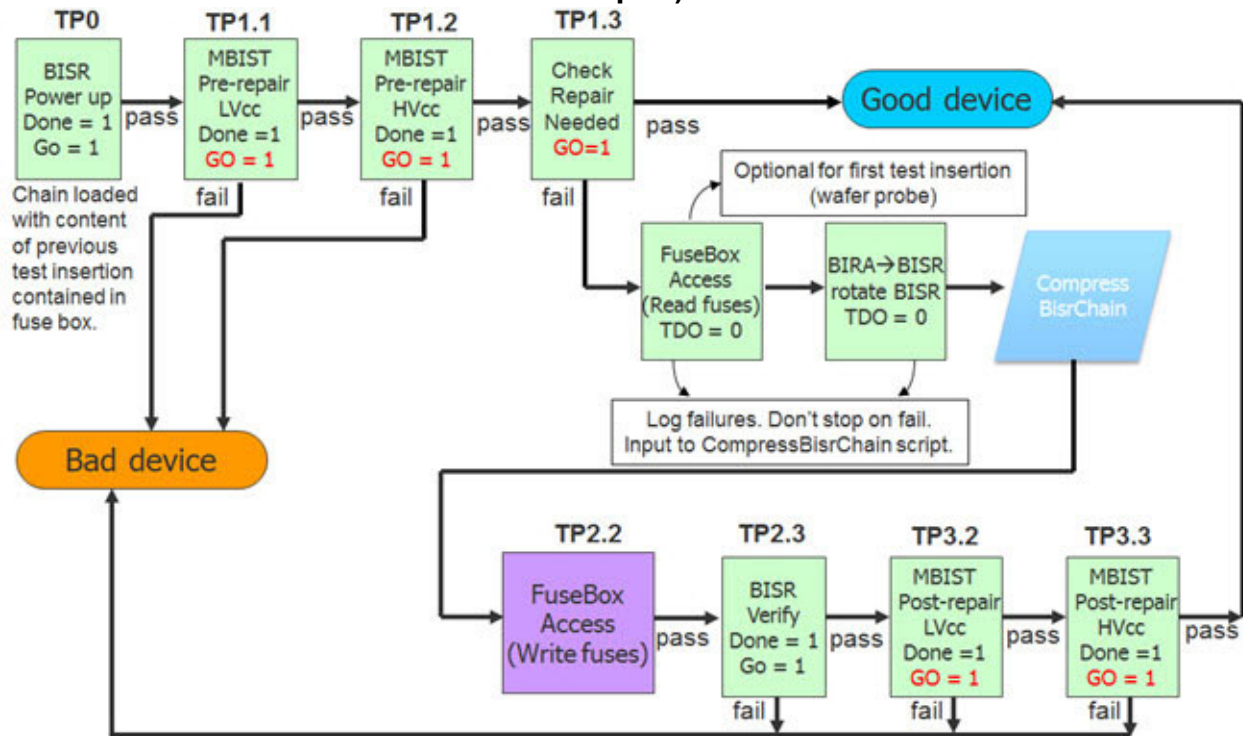 TP0
TP1.1
TP1.2
TP1.3
BISR
Power up
Done = 1
Go = 1
pass
MBIST
Pre-repair
LVcc
Done =1
GO = 1
pass
fail
MBIST
Pre-repair
HVcc
Done =1
GO = 1
pass
fail
Check
Repair
Needed
GO=1
pass
fail
Good device
Chain loaded
with content
of previous
test insertion
contained in
fuse box.
Optional for first test insertion
(wafer probe)
FuseBox
Access
(Read fuses)
TDO = 0
BIRA→BISR
rotate BISR
TDO = 0
Compress
BisrChain
Log failures. Don't stop on fail.
Input to CompressBisrChain script.
Bad device
TP2.2
TP2.3
TP3.2
TP3.3
FuseBox
Access
(Write fuses)
pass
BISR
Verify
Done = 1
Go = 1
pass
fail
MBIST
Post-repair
LVcc
Done =1
GO = 1
pass
fail
MBIST
Post-repair
HVcc
Done =1
GO = 1
pass
fail